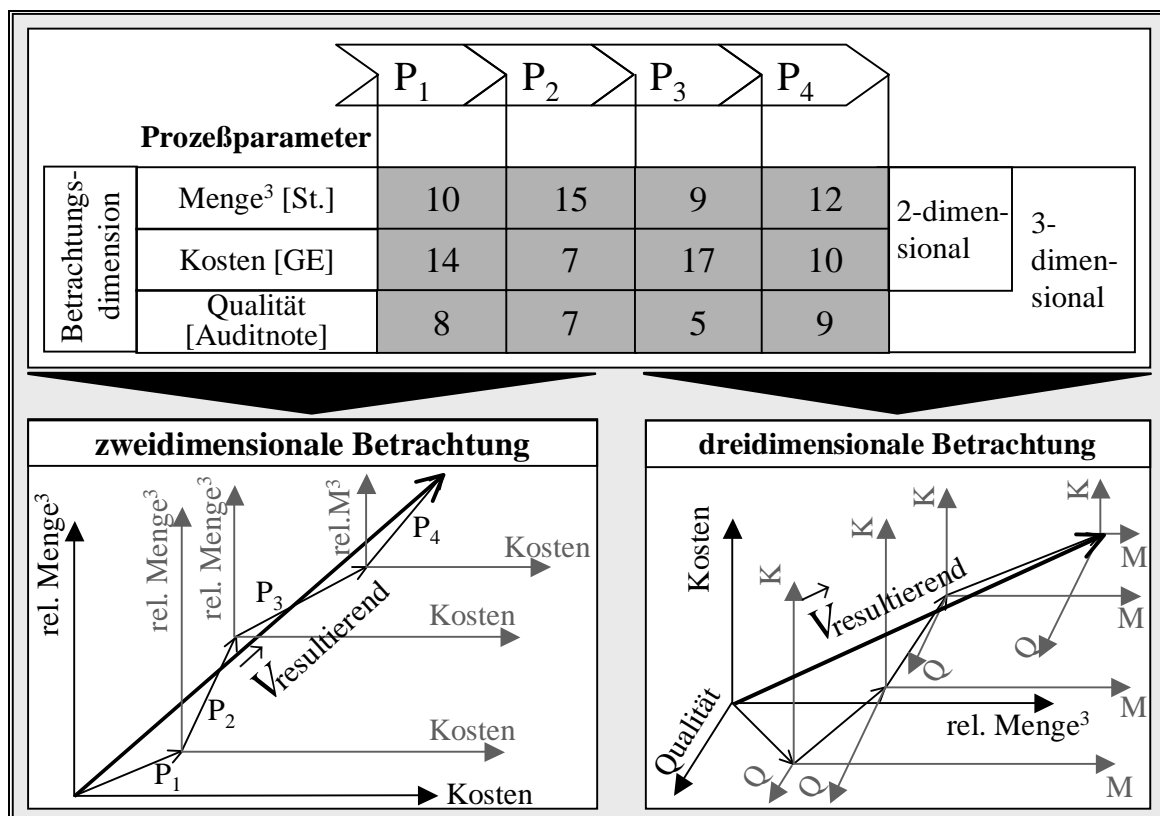 P1 P2 P3 P4
Prozeßparameter
Betrachtungs-
dimension
Menge³ [St.] 10 15 9 12
Kosten [GE] 14 7 17 10
Qualität
[Auditnote] 8 7 5 9
2-dimen-
sional
3-
dimen-
sional
zweidimensionale Betrachtung
rel. Menge³
rel. Menge³
rel. Menge³
rel.M³
P4
Kosten
P3
Vresultierend
Kosten
P2
Kosten
P1
Kosten
dreidimensionale Betrachtung
Kosten
K
K
K
K
M
Vresultierend
M
Q
Q
M
rel. Menge³
Qualität
M
Q
Q